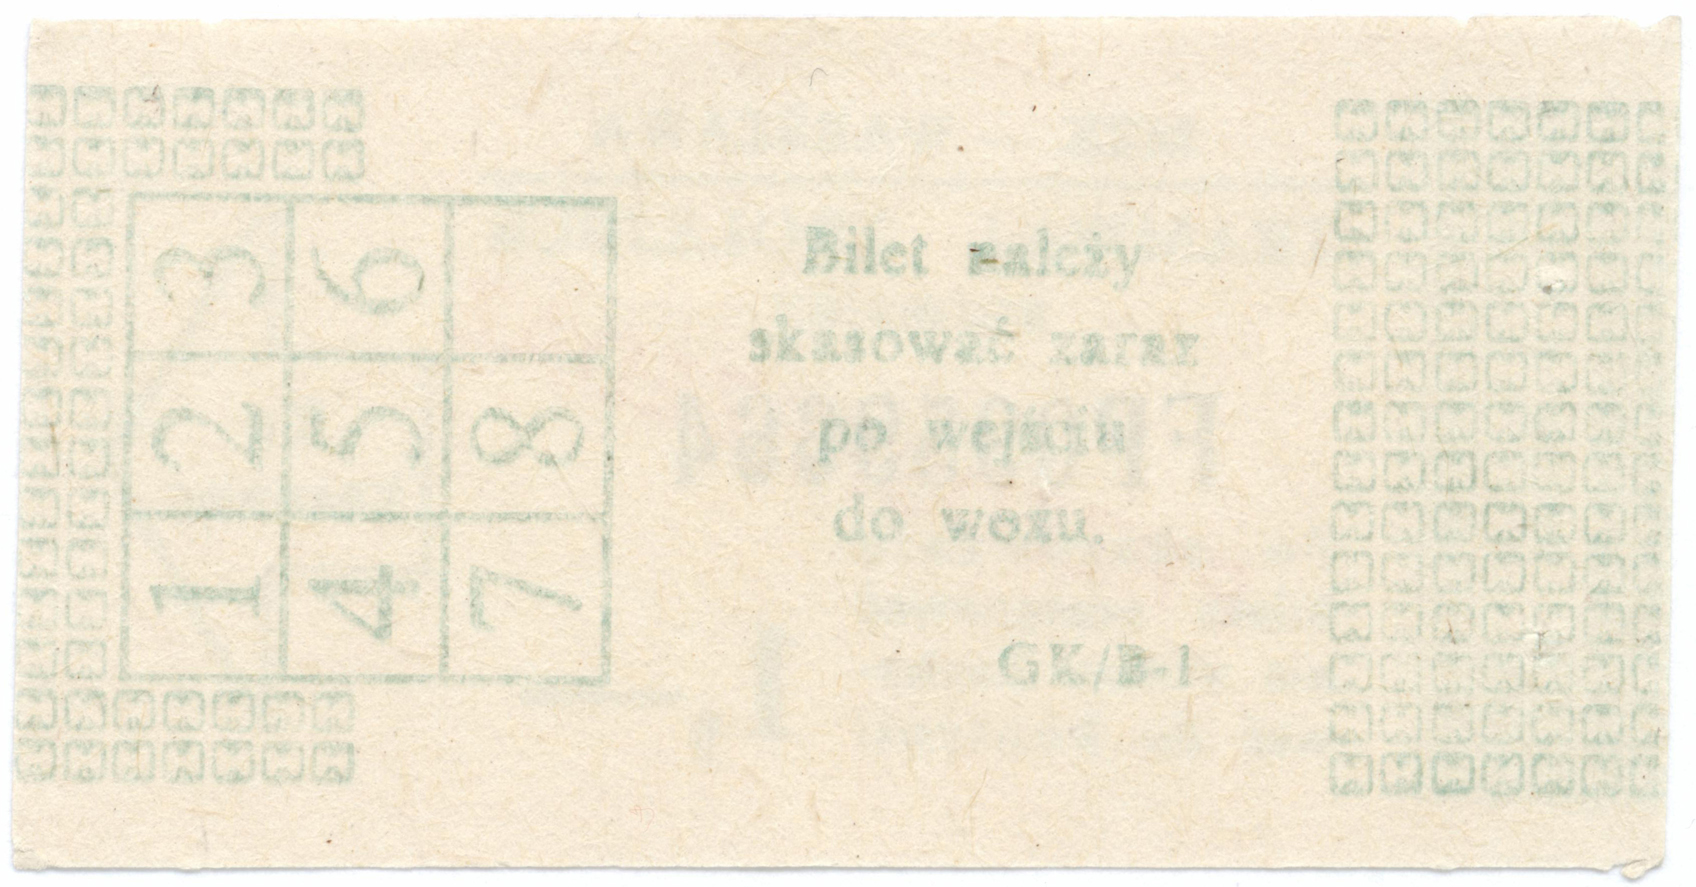 3 6
2 5 8
1 4 7
Bilet należy
skasować zaraz
po wejściu
do wozu.
GK/B-1